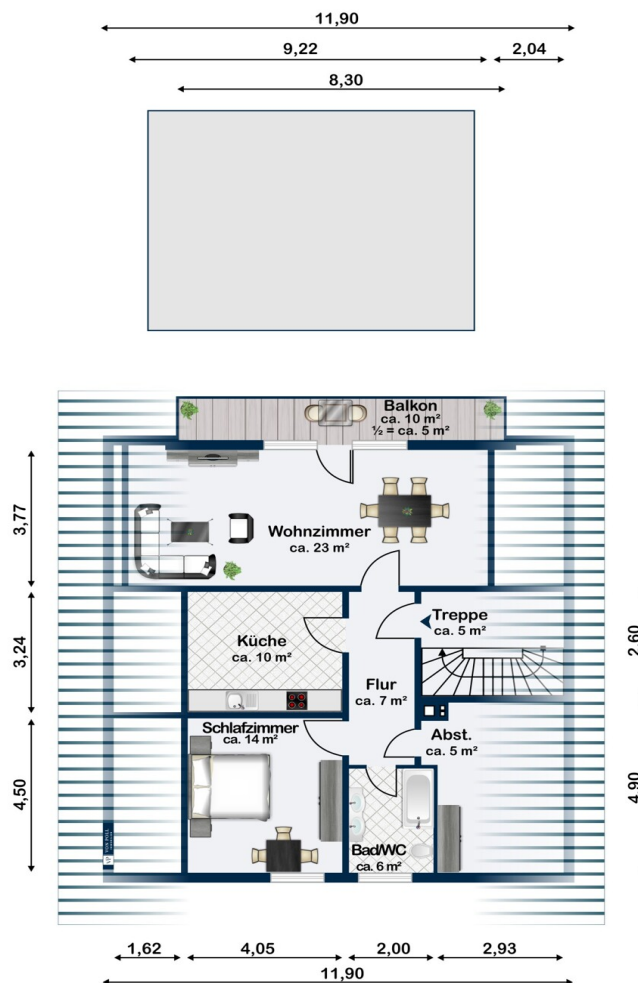 11,90
9,22
2,04
8,30
Balkon
ca. 10 m²
½ = ca. 5 m²
3,77
Wohnzimmer
ca. 23 m²
3,24
Küche
ca. 10 m²
Treppe
ca. 5 m²
2,60
Flur
ca. 7 m²
Schlafzimmer
ca. 14 m²
Abst.
ca. 5 m²
4,50
4,90
Bad/WC
ca. 6 m²
VON POLL
VP
1,62
4,05
2,00
2,93
11,90